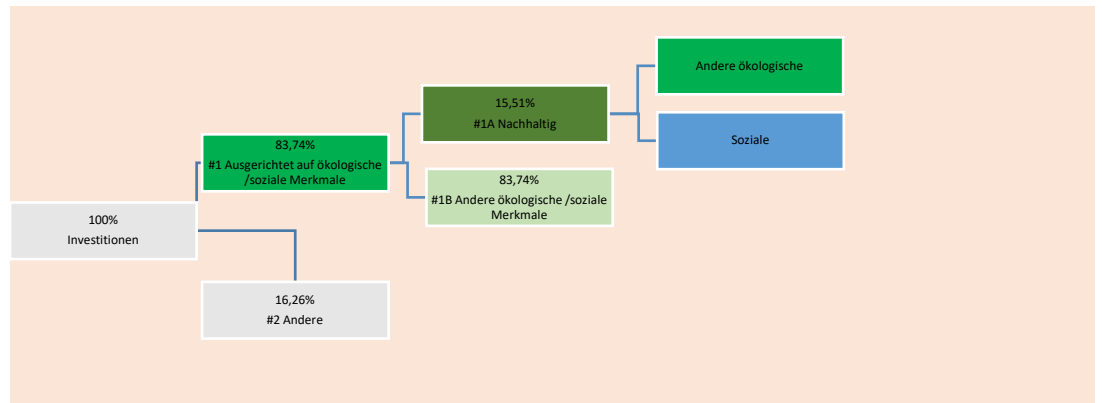 Andere ökologische
Soziale
15,51%
#1A Nachhaltig
83,74%
#1 Ausgerichtet auf ökologische
/soziale Merkmale
83,74%
#1B Andere ökologische /soziale
Merkmale
100%
Investitionen
16,26%
#2 Andere